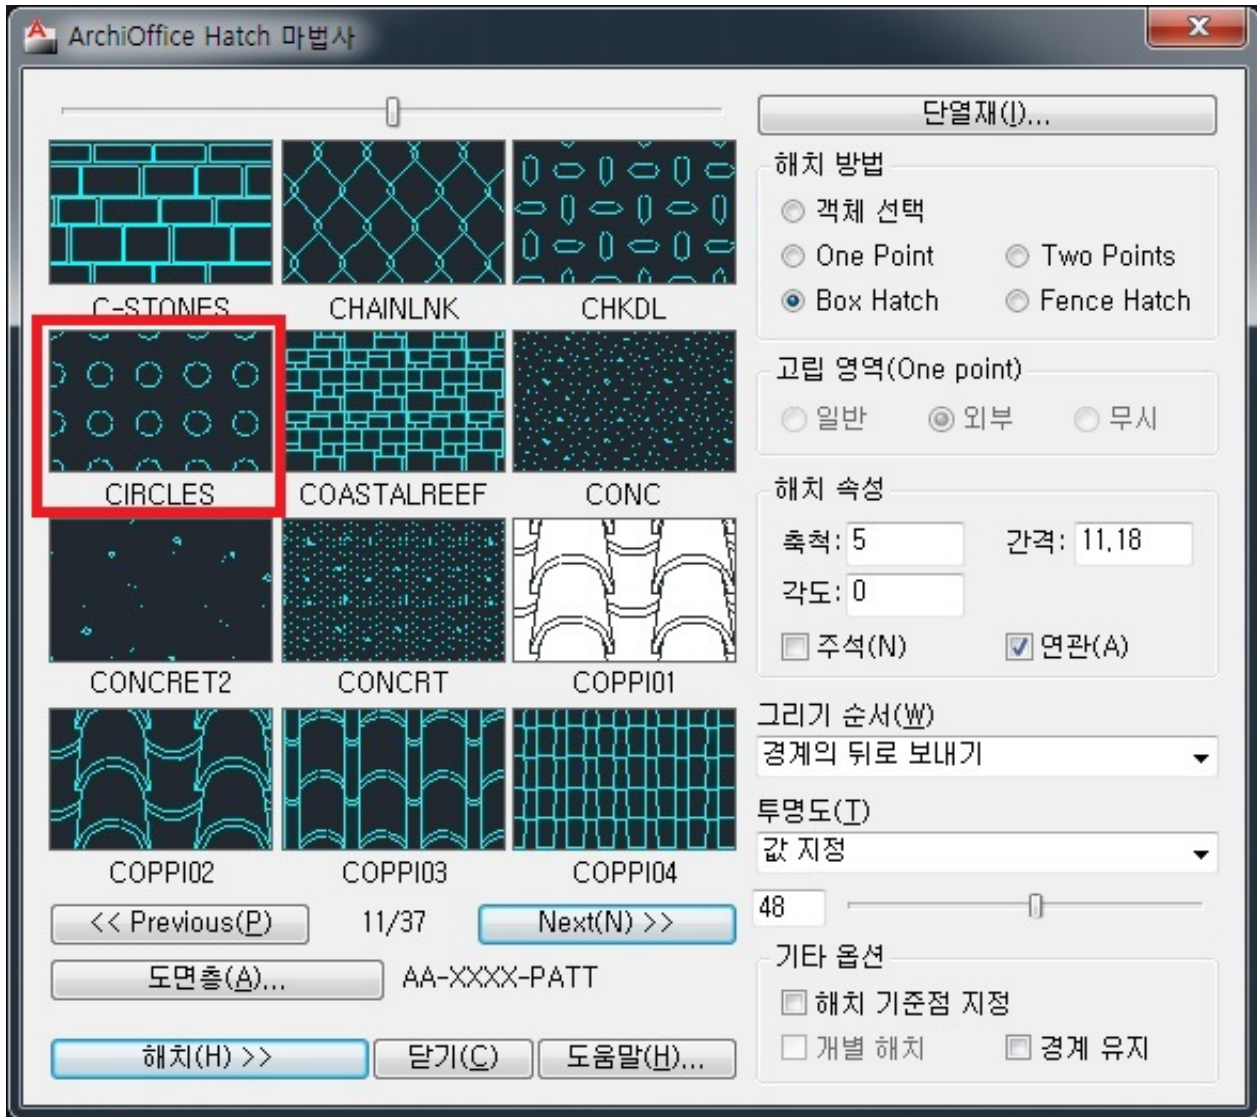 ArchiOffice Hatch 마법사
C-STONES CHAINLNK CHKDL
CIRCLES COASTALREEF CONC
CONCRET2 CONCRT COPPI01
COPPI02 COPPI03 COPPI04
<< Previous(P) 11/37 Next(N) >>
도면층(A)... AA-XXXX-PATT
해치(H) >> 닫기(C) 도움말(H)...
단열재(I)...
해치 방법
객체 선택
One Point Two Points
Box Hatch Fence Hatch
고립 영역(One point)
일반 외부 무시
해치 속성
축척: 5 간격: 11,18
각도: 0
주석(N) 연관(A)
그리기 순서(W)
경계의 뒤로 보내기
투명도(T)
값 지정
48
기타 옵션
해치 기준점 지정
개별 해치 경계 유지